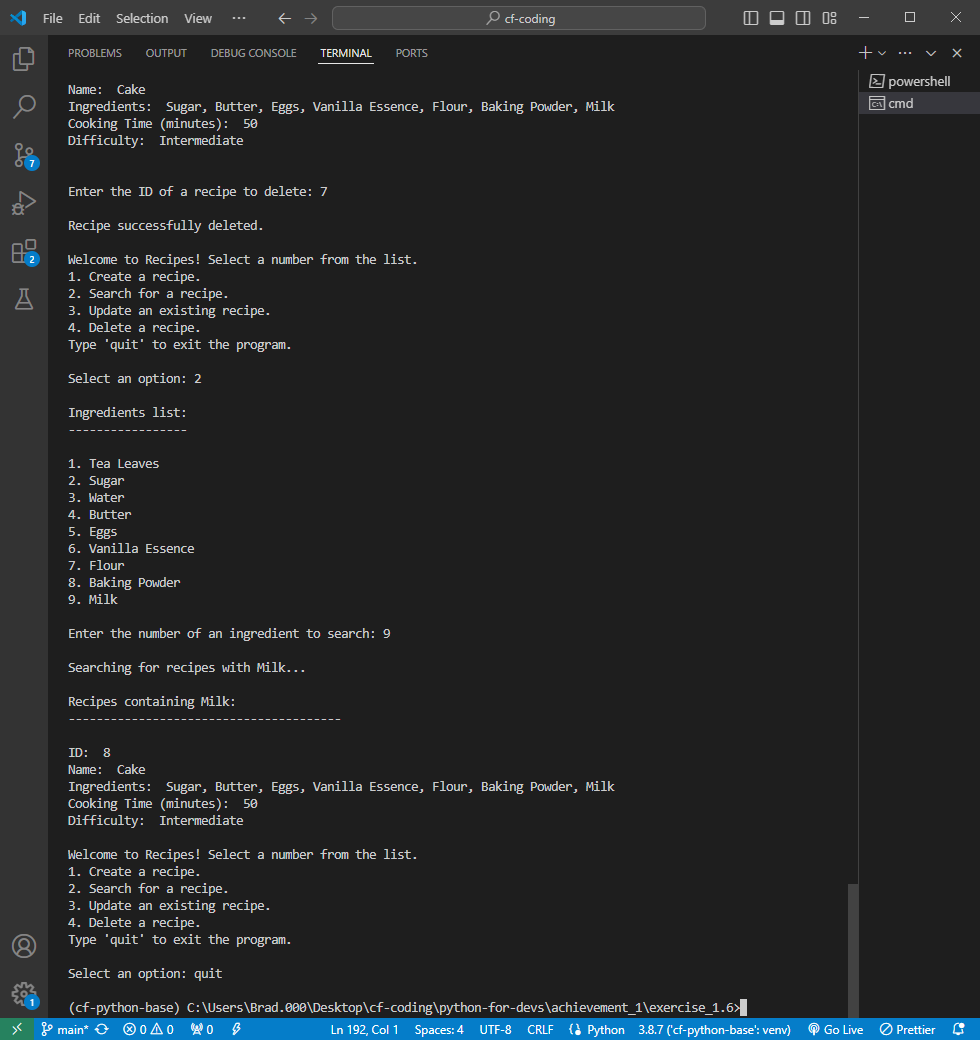 File Edit Selection View ··· cf-coding
PROBLEMS OUTPUT DEBUG CONSOLE TERMINAL PORTS
powershell
cmd
Name:  Cake
Ingredients:  Sugar, Butter, Eggs, Vanilla Essence, Flour, Baking Powder, Milk
Cooking Time (minutes):  50
Difficulty:  Intermediate
Enter the ID of a recipe to delete: 7
Recipe successfully deleted.
Welcome to Recipes! Select a number from the list.
1. Create a recipe.
2. Search for a recipe.
3. Update an existing recipe.
4. Delete a recipe.
Type 'quit' to exit the program.
Select an option: 2
Ingredients list:
-----------------
1. Tea Leaves
2. Sugar
3. Water
4. Butter
5. Eggs
6. Vanilla Essence
7. Flour
8. Baking Powder
9. Milk
Enter the number of an ingredient to search: 9
Searching for recipes with Milk...
Recipes containing Milk:
---------------------------------------
ID:  8
Name:  Cake
Ingredients:  Sugar, Butter, Eggs, Vanilla Essence, Flour, Baking Powder, Milk
Cooking Time (minutes):  50
Difficulty:  Intermediate
Welcome to Recipes! Select a number from the list.
1. Create a recipe.
2. Search for a recipe.
3. Update an existing recipe.
4. Delete a recipe.
Type 'quit' to exit the program.
Select an option: quit
(cf-python-base) C:\Users\Brad.000\Desktop\cf-coding\python-for-devs\achievement_1\exercise_1.6>
7
2
1
main* 0 0 0 Ln 192, Col 1 Spaces: 4 UTF-8 CRLF Python 3.8.7 ('cf-python-base': venv) Go Live Prettier